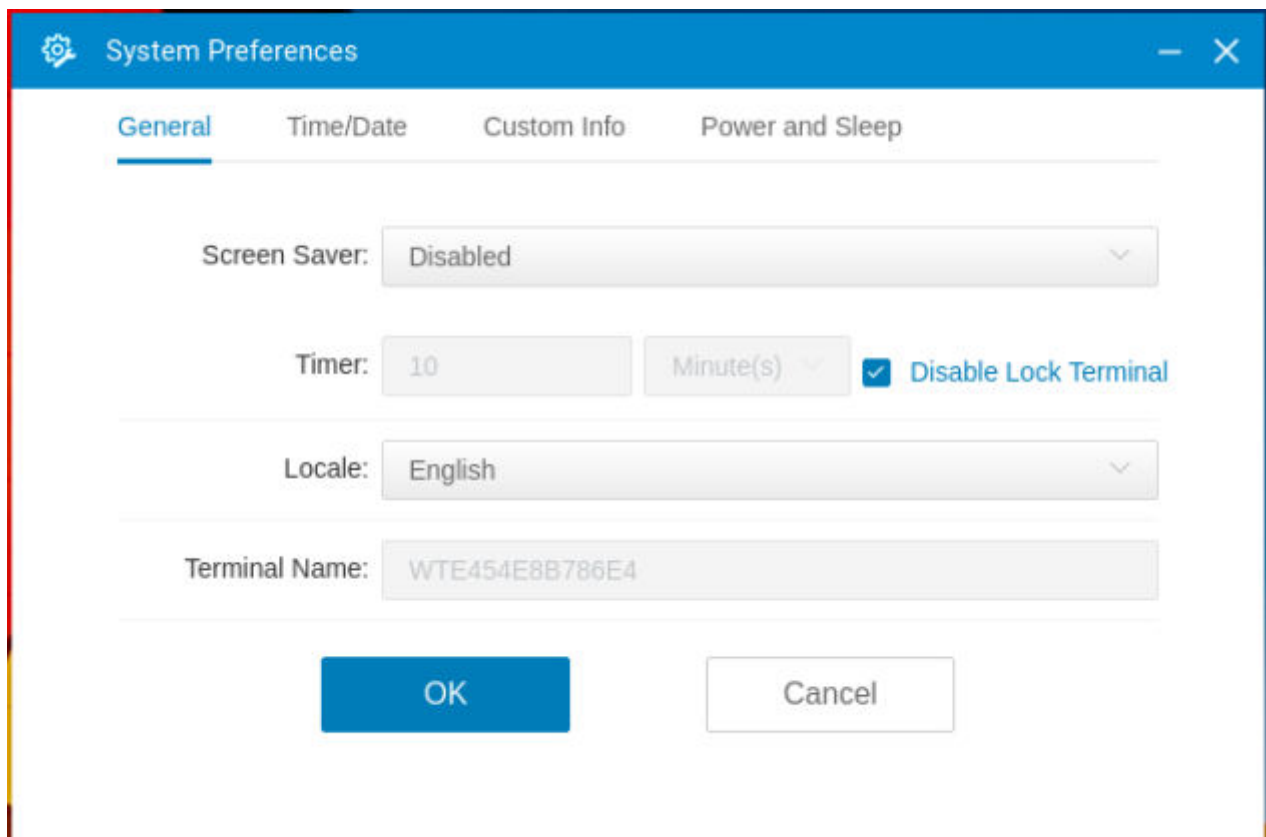 System Preferences
General Time/Date Custom Info Power and Sleep
Screen Saver: Disabled
Timer: 10 Minute(s) Disable Lock Terminal
Locale: English
Terminal Name: WTE454E8B786E4
OK Cancel